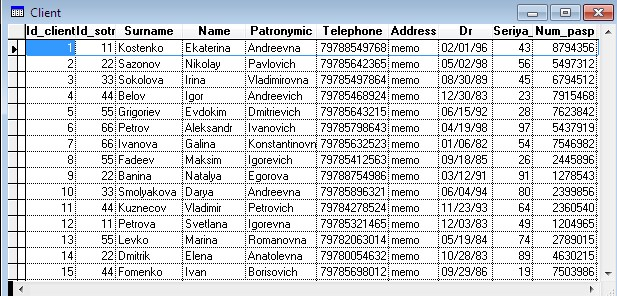 Client
Id_client Id_sotr Surname Name Patronymic Telephone Address Dr Seriya_ Num_pasp
1 11 Kostenko Ekaterina Andreevna 79788549768 memo 02/01/96 43 8794356
2 22 Sazonov Nikolay Pavlovich 79785642365 memo 05/02/98 56 5497312
3 33 Sokolova Irina Vladimirovna 79785497864 memo 08/30/89 45 6794512
4 44 Belov Igor Andreevich 79785468924 memo 12/30/83 23 7915468
5 55 Grigoriev Evdokim Dmitrievich 79785643215 memo 06/15/92 28 7623842
6 66 Petrov Aleksandr Ivanovich 79785798643 memo 04/19/98 97 5437919
7 66 Ivanova Galina Konstantinovn 79785632523 memo 01/06/82 54 7546982
8 55 Fadeev Maksim Igorevich 79785412563 memo 09/18/85 26 2445896
9 22 Banina Natalya Egorova 79788754986 memo 03/12/91 91 1278543
10 33 Smolyakova Darya Andreevna 79785896321 memo 06/04/94 80 2399856
11 44 Kuznecov Vladimir Petrovich 79784278524 memo 11/23/93 64 2360540
12 11 Petrova Svetlana Igorevna 79785321465 memo 12/03/83 49 1204965
13 55 Levko Marina Romanovna 79782063014 memo 05/19/84 74 2789015
14 22 Dmitrik Elena Anatolevna 79780054632 memo 10/28/83 89 4630215
15 44 Fomenko Ivan Borisovich 79785698012 memo 09/29/86 19 7503986